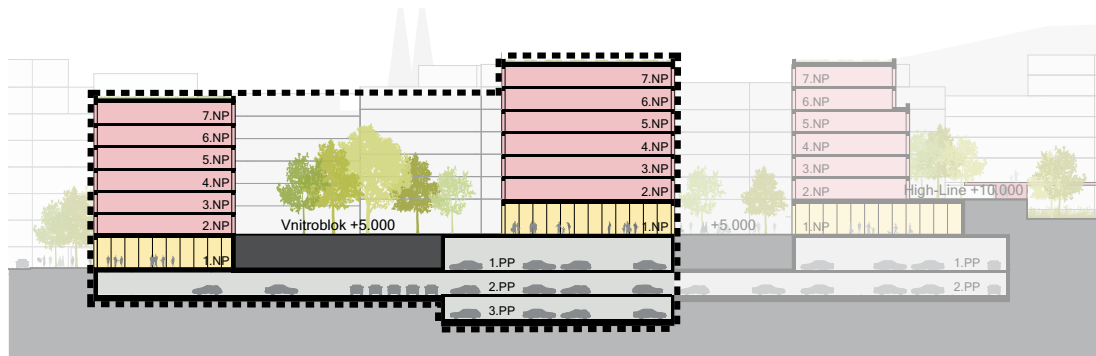 7.NP
6.NP
5.NP
4.NP
3.NP
2.NP
1.NP
Vnitroblok +5.000
7.NP
6.NP
5.NP
4.NP
3.NP
2.NP
1.NP
1.PP
2.PP
3.PP
+5.000
7.NP
6.NP
5.NP
4.NP
3.NP
2.NP
1.NP
1.PP
2.PP
High-Line +10,000